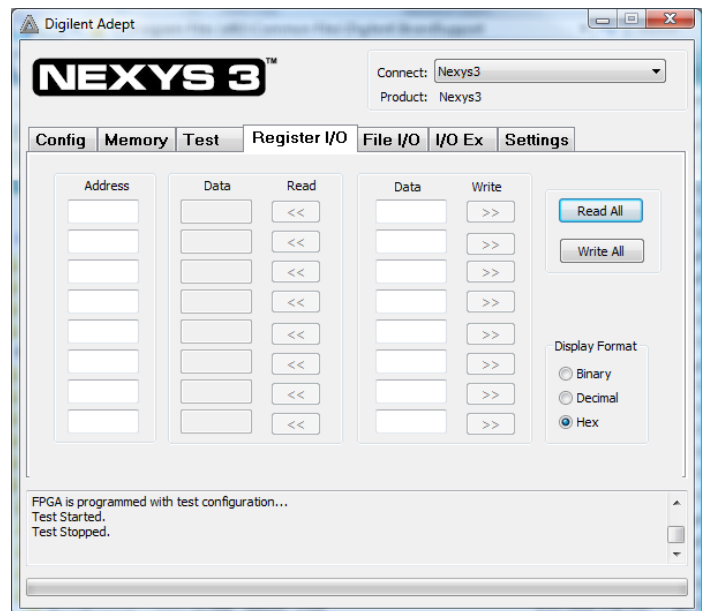 Digilent Adept
NEXYS 3™
Connect: Nexys3
Product: Nexys3
Config Memory Test Register I/O File I/O I/O Ex Settings
Address Data Read Data Write
<< >> Read All
<< >> Write All
<< >>
<< >>
<< >>
Display Format
<< >> Binary
<< >> Decimal
<< >> Hex
FPGA is programmed with test configuration...
Test Started.
Test Stopped.